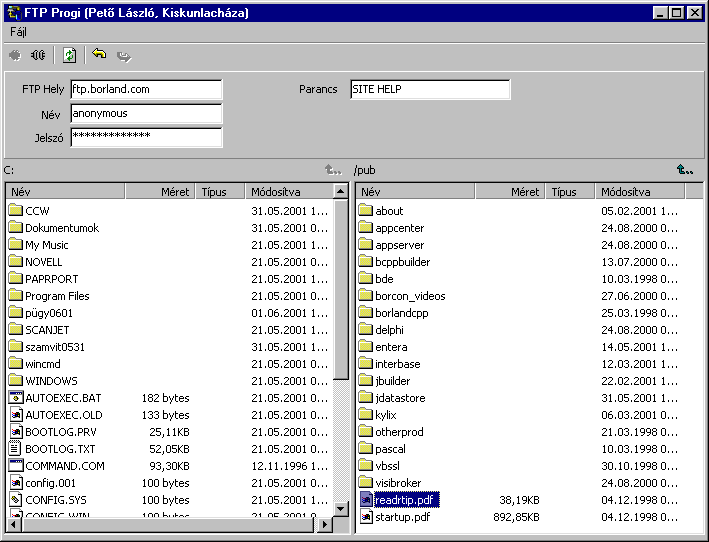 FTP Progi (Pető László, Kiskunlacháza)
Fájl
FTP Hely ftp.borland.com Parancs SITE HELP
Név anonymous
Jelszó *************
C: /pub
Név Méret Típus Módosítva Név Méret Típus Módosítva
CCW 31.05.2001 1... about 05.02.2001 1...
Dokumentumok 21.05.2001 0... appcenter 24.08.2000 0...
My Music 21.05.2001 0... appserver 24.08.2000 0...
NOVELL 21.05.2001 0... bcppbuilder 13.07.2000 0...
PAPRPORT 21.05.2001 0... bde 10.03.1998 0...
Program Files 21.05.2001 0... borcon_videos 27.06.2000 0...
pügy0601 01.06.2001 1... borlandcpp 25.03.1998 0...
SCANJET 21.05.2001 0... delphi 24.08.2000 0...
szamvit0531 31.05.2001 1... entera 14.05.2001 1...
wincmd 21.05.2001 0... interbase 12.03.2001 1...
WINDOWS 21.05.2001 0... jbuilder 22.02.2001 1...
AUTOEXEC.BAT 182 bytes 21.05.2001 0... jdatastore 31.05.2001 1...
AUTOEXEC.OLD 133 bytes 21.05.2001 0... kylix 06.03.2001 0...
BOOTLOG.PRV 25,11KB 21.05.2001 0... otherprod 21.03.1998 0...
BOOTLOG.TXT 52,05KB 21.05.2001 0... pascal 10.03.1998 0...
COMMAND.COM 93,30KB 12.11.1996 1... vbssl 30.10.1998 0...
config.001 100 bytes 21.05.2001 0... visibroker 24.08.2000 0...
CONFIG.SYS 100 bytes 21.05.2001 0... readrtip.pdf 38,19KB 04.12.1998 0...
CONFIG.WIN 100 bytes 21.05.2001 0... startup.pdf 892,85KB 04.12.1998 0...